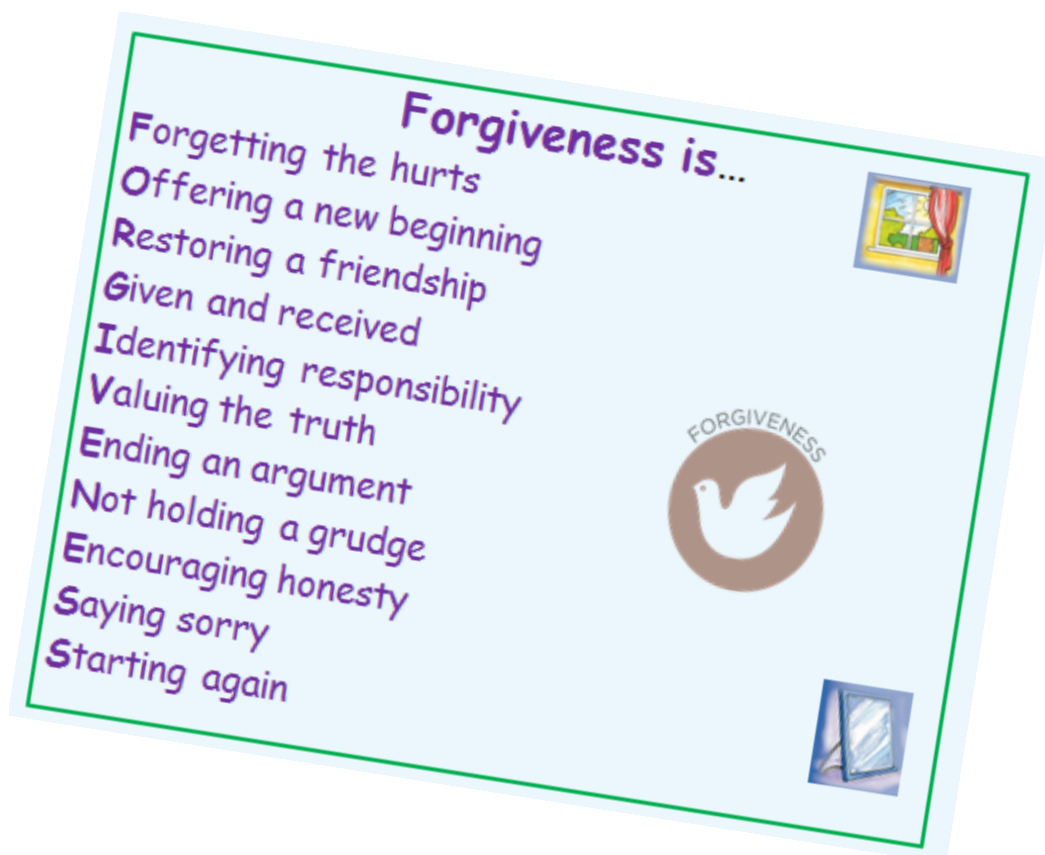 Forgiveness is...
Forgetting the hurts
Offering a new beginning
Restoring a friendship
Given and received
Identifying responsibility
Valuing the truth
Ending an argument
Not holding a grudge
Encouraging honesty
Saying sorry
Starting again
FORGIVENESS